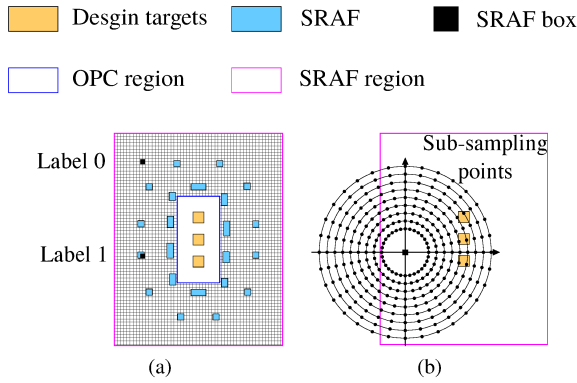 Desgin targets
SRAF
SRAF box
OPC region
SRAF region
Label 0
Label 1
Sub-sampling
points
(a)
(b)